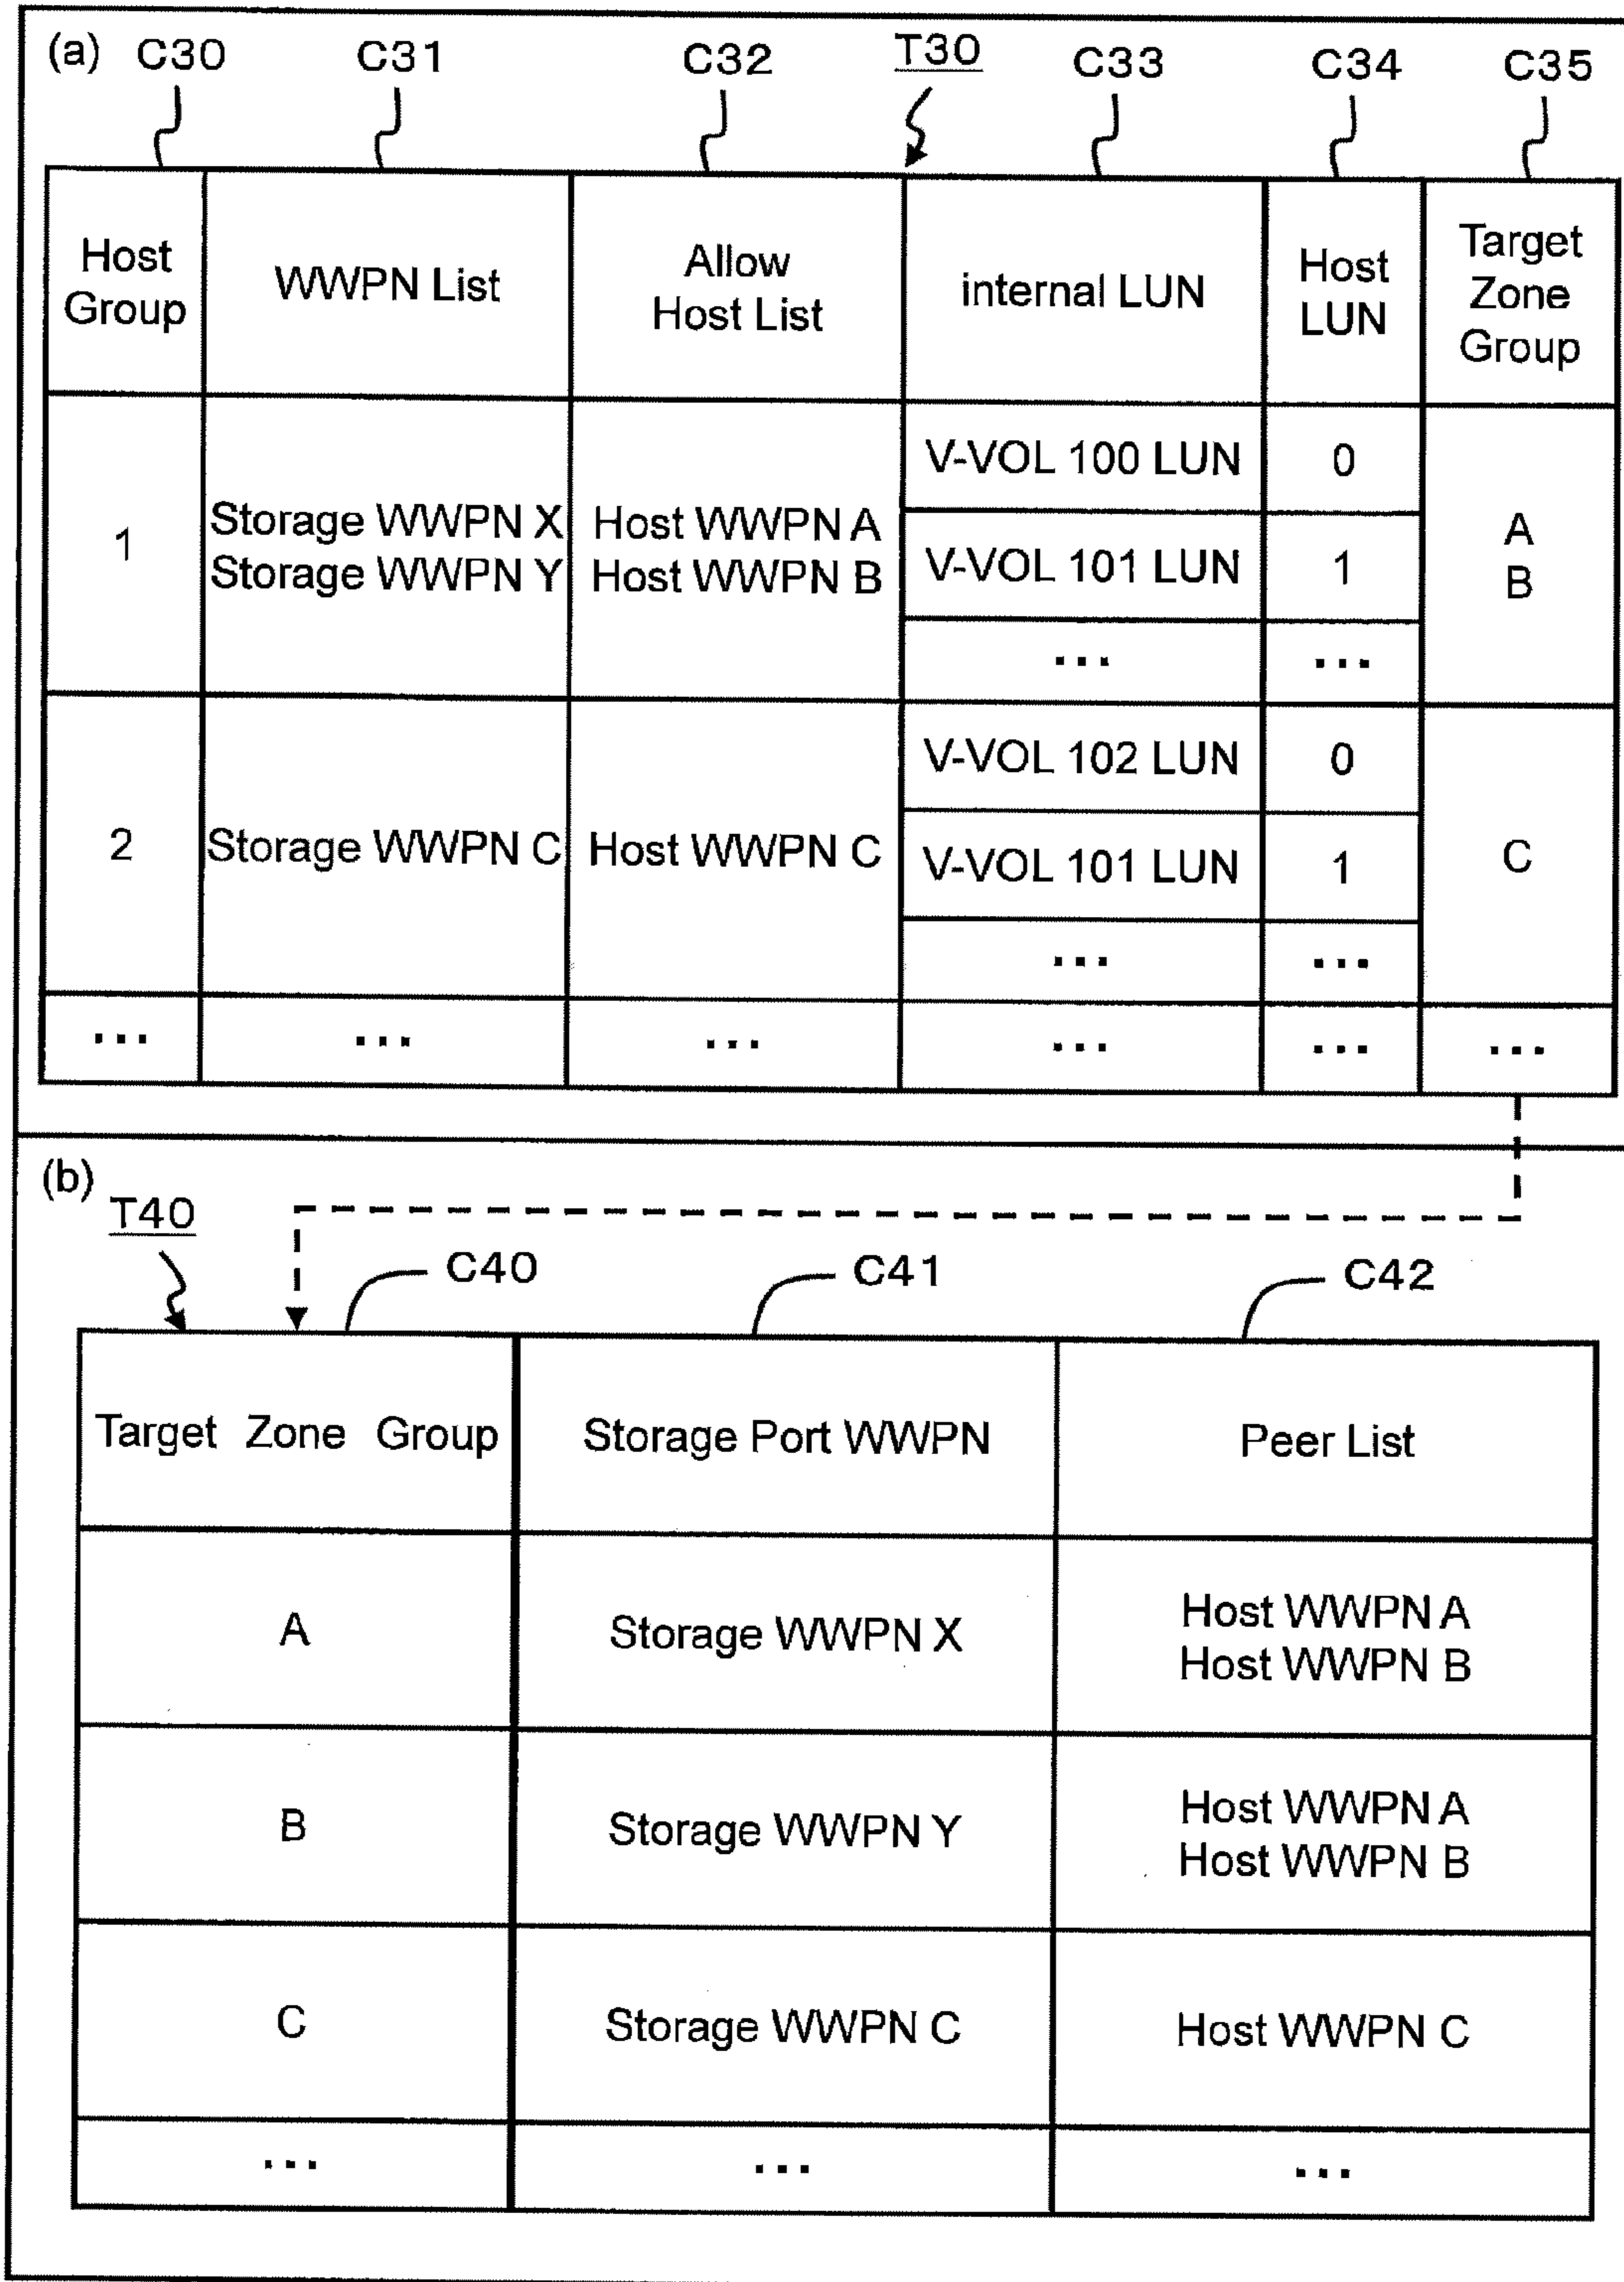 (a) C30 C31 C32 T30 C33 C34 C35
Host
Group
WWPN List
Allow
Host List
internal LUN
Host
LUN
Target
Zone
Group
1
Storage WWPN X
Storage WWPN Y
Host WWPN A
Host WWPN B
V-VOL 100 LUN 0
V-VOL 101 LUN 1
... ...
A
B
2
Storage WWPN C
Host WWPN C
V-VOL 102 LUN 0
V-VOL 101 LUN 1
... ...
C
... ... ... ... ... ...
(b)
T40
C40 C41 C42
Target Zone Group Storage Port WWPN Peer List
A
Storage WWPN X
Host WWPN A
Host WWPN B
B
Storage WWPN Y
Host WWPN A
Host WWPN B
C Storage WWPN C Host WWPN C
... ... ...